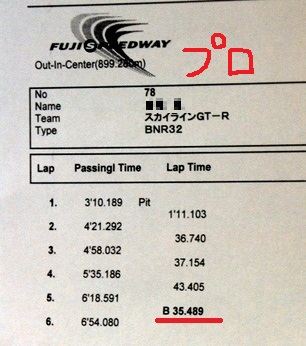 FUJI SPEEDWAY
プロ
Out-In-Center(899.280m)
No 78
Name
Team スカイラインGT-R
Type BNR32
Lap Passingl Time Lap Time
1. 3'10.189 Pit
1'11.103
2. 4'21.292
36.740
3. 4'58.032
37.154
4. 5'35.186
43.405
5. 6'18.591
B 35.489
6. 6'54.080